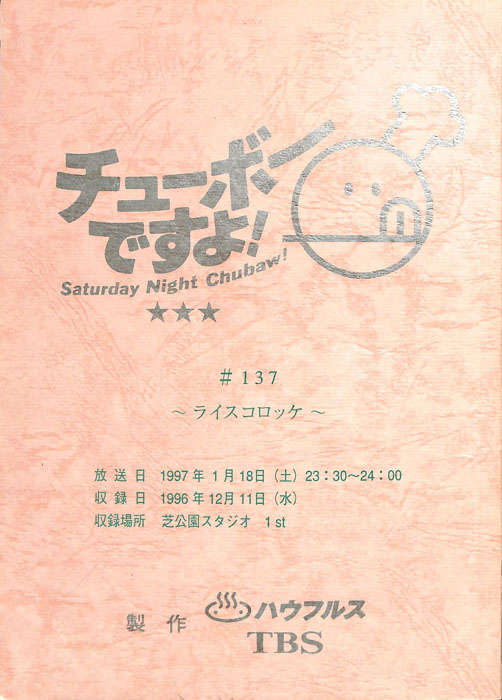 チューボー
ですよ!
Saturday Night Chubaw!
★★★
＃137
～ ライスコロッケ ～
放送日 1997年 1月18日（土）23：30～24：00
収録日 1996年12月11日（水）
収録場所 芝公園スタジオ 1st
製作 ハウフルス
TBS